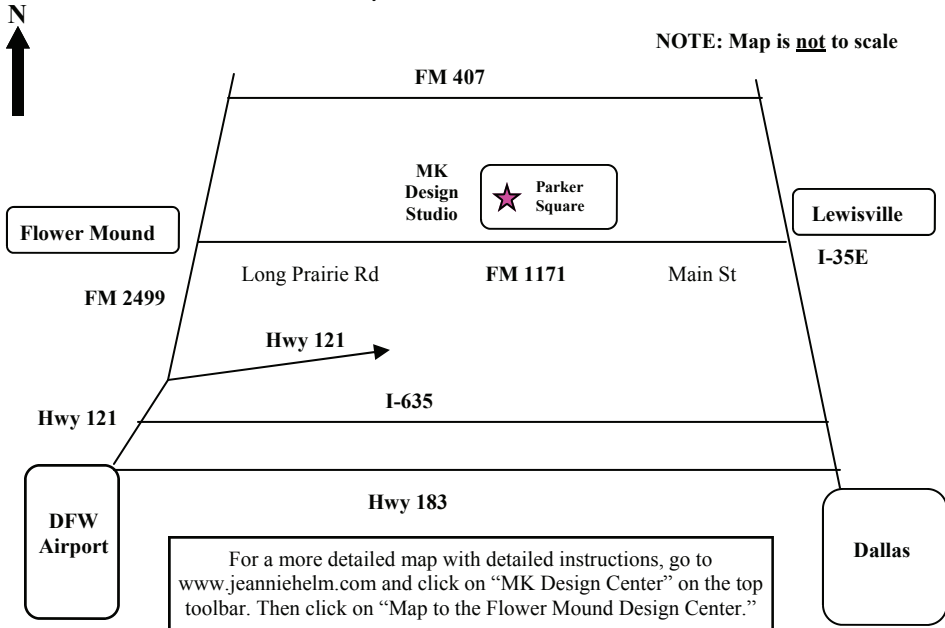 N
NOTE: Map is not to scale
FM 407
MK
Design
Studio
Parker
Square
Flower Mound
Lewisville
I-35E
Long Prairie Rd
FM 1171
Main St
FM 2499
Hwy 121
I-635
Hwy 121
Hwy 183
DFW
Airport
Dallas
For a more detailed map with detailed instructions, go to
www.jeanniehelm.com and click on “MK Design Center” on the top
toolbar. Then click on “Map to the Flower Mound Design Center.”